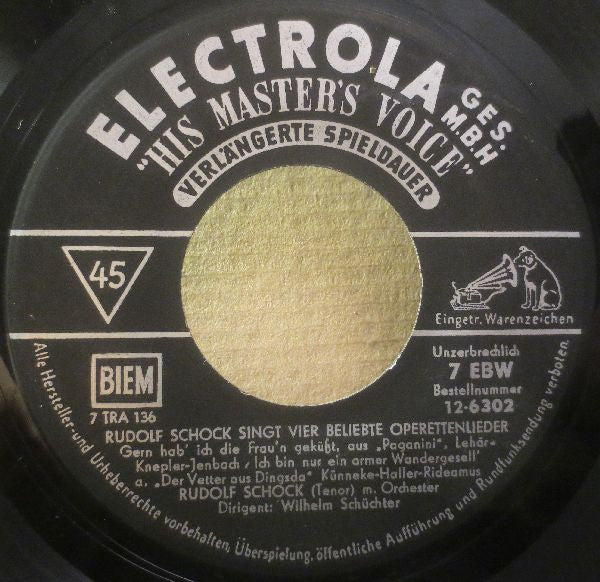 ELECTROLA GES. M.B.H
"HIS MASTER'S VOICE"
VERLÄNGERTE SPIELDAUER
45
Eingetr. Warenzeichen
BIEM
7 TRA 136
Unzerbrechlich
7 EBW
Bestellnummer
12-6302
RUDOLF SCHOCK SINGT VIER BELIEBTE OPERETTENLIEDER
Gern hab' ich die Frau'n geküßt, aus „Paganini", Lehár-
Knepler-Jenbach / Ich bin nur ein armer Wandergesell'
a. „Der Vetter aus Dingsda" Künneke-Haller-Rideamus
RUDOLF SCHOCK (Tenor) m. Orchester
Dirigent: Wilhelm Schüchter
Alle Hersteller- und Urheberrechte vorbehalten, Überspielung, öffentliche Aufführung und Rundfunksendung verboten.